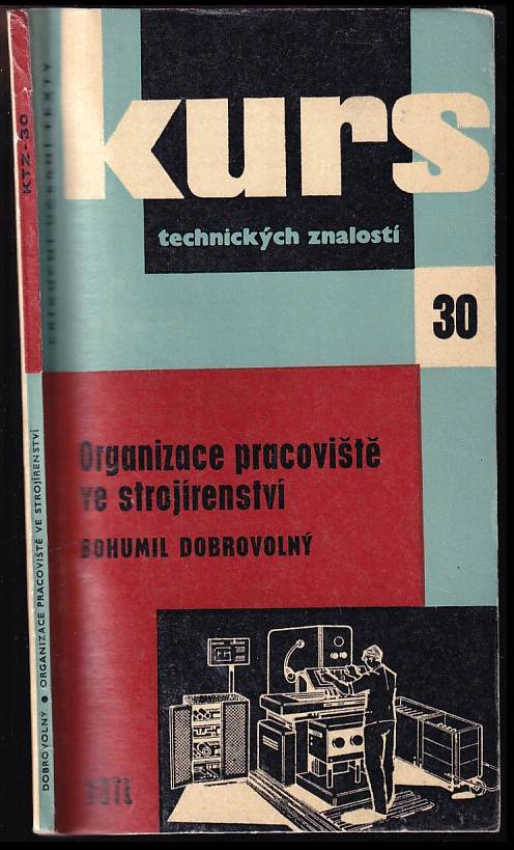 kurs
technických znalostí
30
Organizace pracoviště
ve strojírenství
BOHUMIL DOBROVOLNÝ
SNTL
KTZ - 30
DOBROVOLNÝ • ORGANIZACE PRACOVIŠTĚ VE STROJÍRENSTVÍ